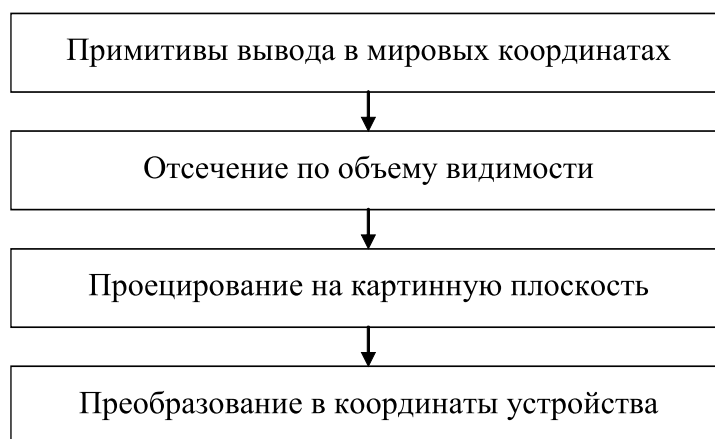 Примитивы вывода в мировых координатах
Отсечение по объему видимости
Проецирование на картинную плоскость
Преобразование в координаты устройства